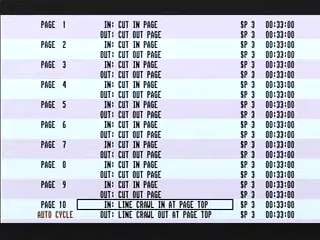 PAGE 1 IN: CUT IN PAGE SP 3 00:33:00
OUT: CUT OUT PAGE SP 3 00:33:00
PAGE 2 IN: CUT IN PAGE SP 3 00:33:00
OUT: CUT OUT PAGE SP 3 00:33:00
PAGE 3 IN: CUT IN PAGE SP 3 00:33:00
OUT: CUT OUT PAGE SP 3 00:33:00
PAGE 4 IN: CUT IN PAGE SP 3 00:33:00
OUT: CUT OUT PAGE SP 3 00:33:00
PAGE 5 IN: CUT IN PAGE SP 3 00:33:00
OUT: CUT OUT PAGE SP 3 00:33:00
PAGE 6 IN: CUT IN PAGE SP 3 00:33:00
OUT: CUT OUT PAGE SP 3 00:33:00
PAGE 7 IN: CUT IN PAGE SP 3 00:33:00
OUT: CUT OUT PAGE SP 3 00:33:00
PAGE 8 IN: CUT IN PAGE SP 3 00:33:00
OUT: CUT OUT PAGE SP 3 00:33:00
PAGE 9 IN: CUT IN PAGE SP 3 00:33:00
OUT: CUT OUT PAGE SP 3 00:33:00
PAGE 10 IN: LINE CRAWL IN AT PAGE TOP SP 3 00:33:00
AUTO CYCLE OUT: LINE CRAWL OUT AT PAGE TOP SP 3 00:33:00